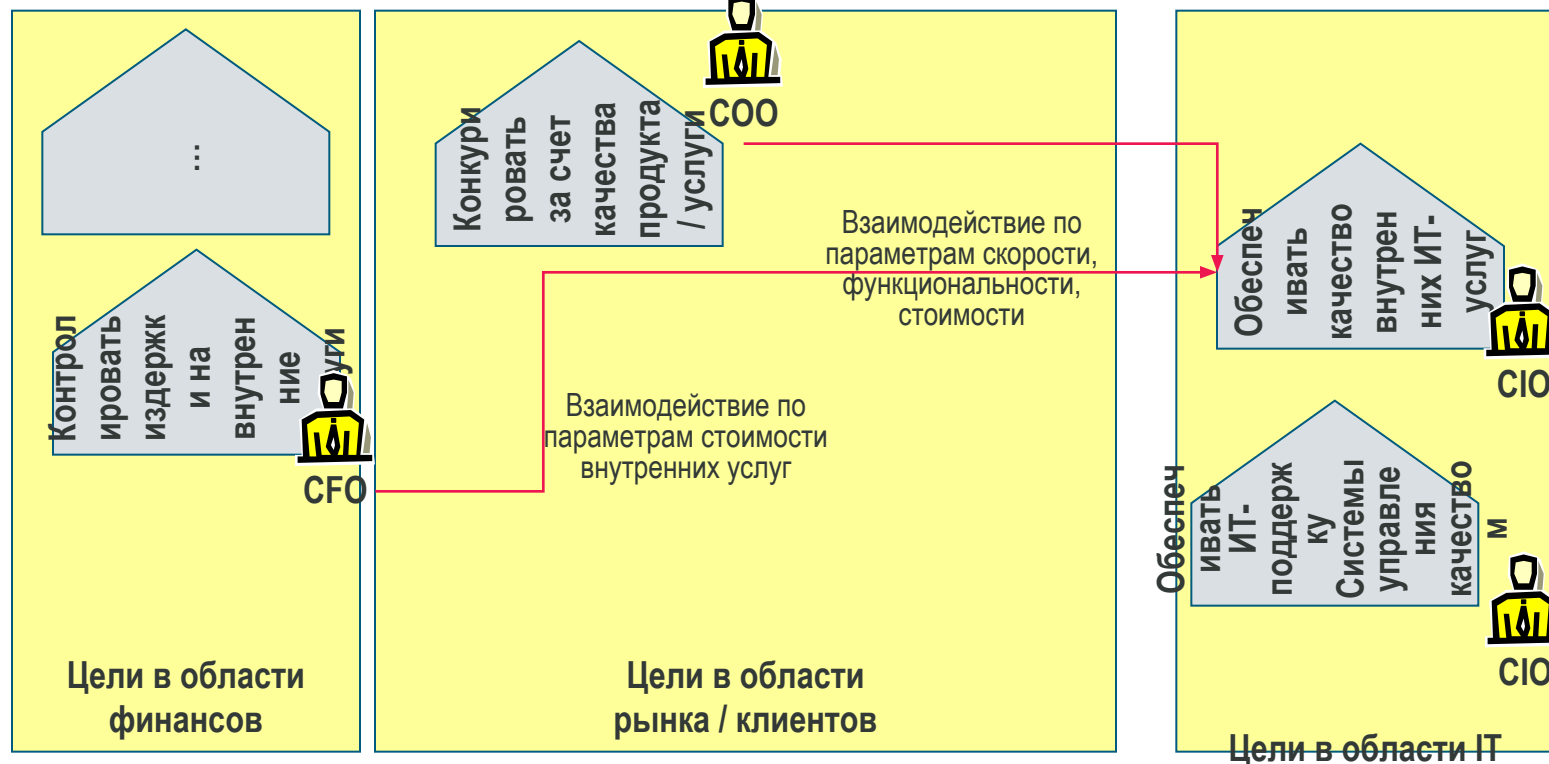 …
Контрол
ировать
издержк
и на
внутрен
ние
уги
CFO
Цели в области
финансов
COO
Конкури
ровать
за счет
качества
продукта
/ услуги
Взаимодействие по
параметрам скорости,
функциональности,
стоимости
Взаимодействие по
параметрам стоимости
внутренних услуг
Цели в области
рынка / клиентов
Обеспеч
ивать
качество
внутрен
них ИТ-
услуг
CIO
Обеспеч
ивать
ИТ-
поддерж
ку
Системы
управле
ния
качество
м
CIO
Цели в области IT